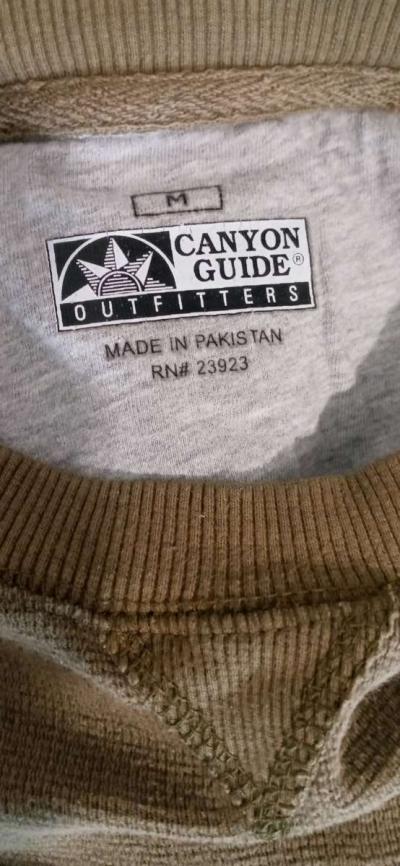 M
CANYON
GUIDE®
OUTFITTERS
MADE IN PAKISTAN
RN# 23923